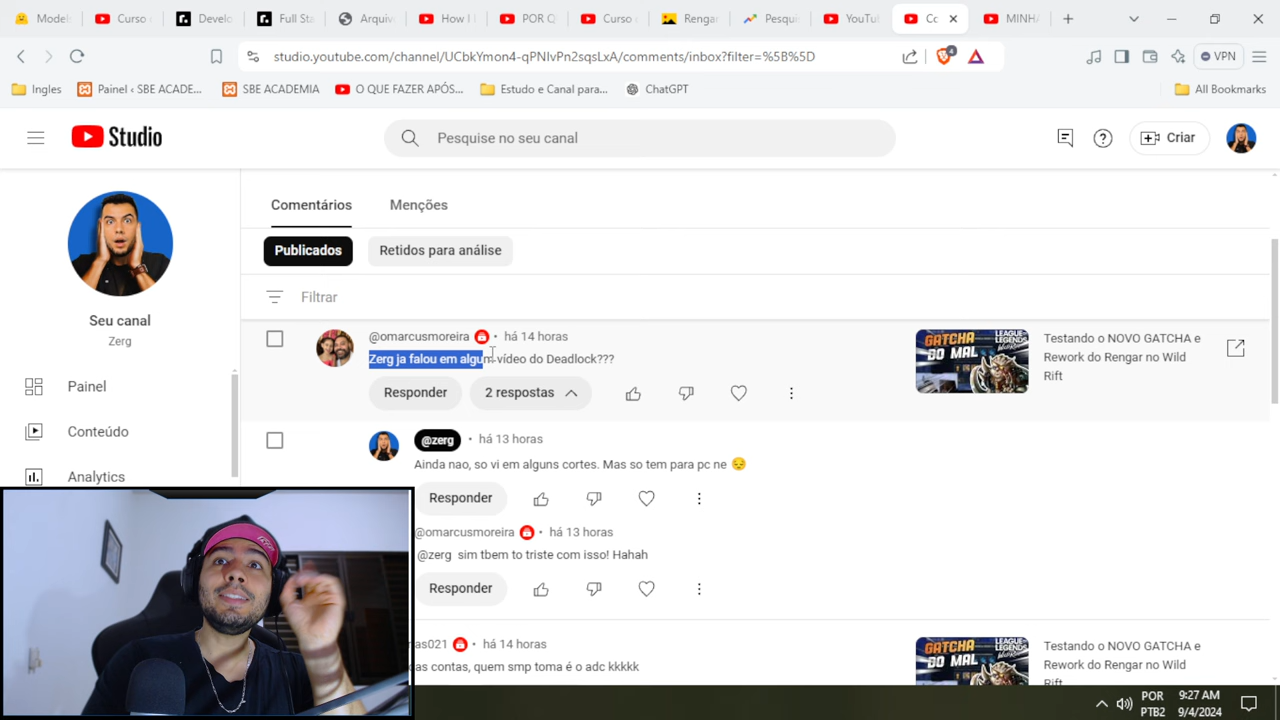 Modele
Curso
Develo
Full Sta
Arquiv
How I
POR Q
Curso
Rengar
Pesqui
YouTu
Co
MINHA
studio.youtube.com/channel/UCbkYmon4-qPNIvPn2sqsLxA/comments/inbox?filter=%5B%5D
4
VPN
Ingles
Painel ‹ SBE ACADE...
SBE ACADEMIA
O QUE FAZER APÓS...
Estudo e Canal para...
ChatGPT
All Bookmarks
Studio
Pesquise no seu canal
Criar
Comentários
Menções
Publicados
Retidos para análise
Filtrar
Seu canal
Zerg
Painel
Conteúdo
Analytics
@omarcusmoreira • há 14 horas
Zerg ja falou em algum vídeo do Deadlock???
Responder
2 respostas
LEAGUE LEGENDS
GATCHA
DO MAL
Testando o NOVO GATCHA e
Rework do Rengar no Wild
Rift
@zerg • há 13 horas
Ainda nao, so vi em alguns cortes. Mas so tem para pc ne
Responder
@omarcusmoreira • há 13 horas
@zerg sim tbem to triste com isso! Hahah
Responder
as021 • há 14 horas
as contas, quem smp toma é o adc kkkkk
LEAGUE LEGENDS
GATCHA
DO MAL
Testando o NOVO GATCHA e
Rework do Rengar no Wild
Rift
POR
PTB2
9:27 AM
9/4/2024